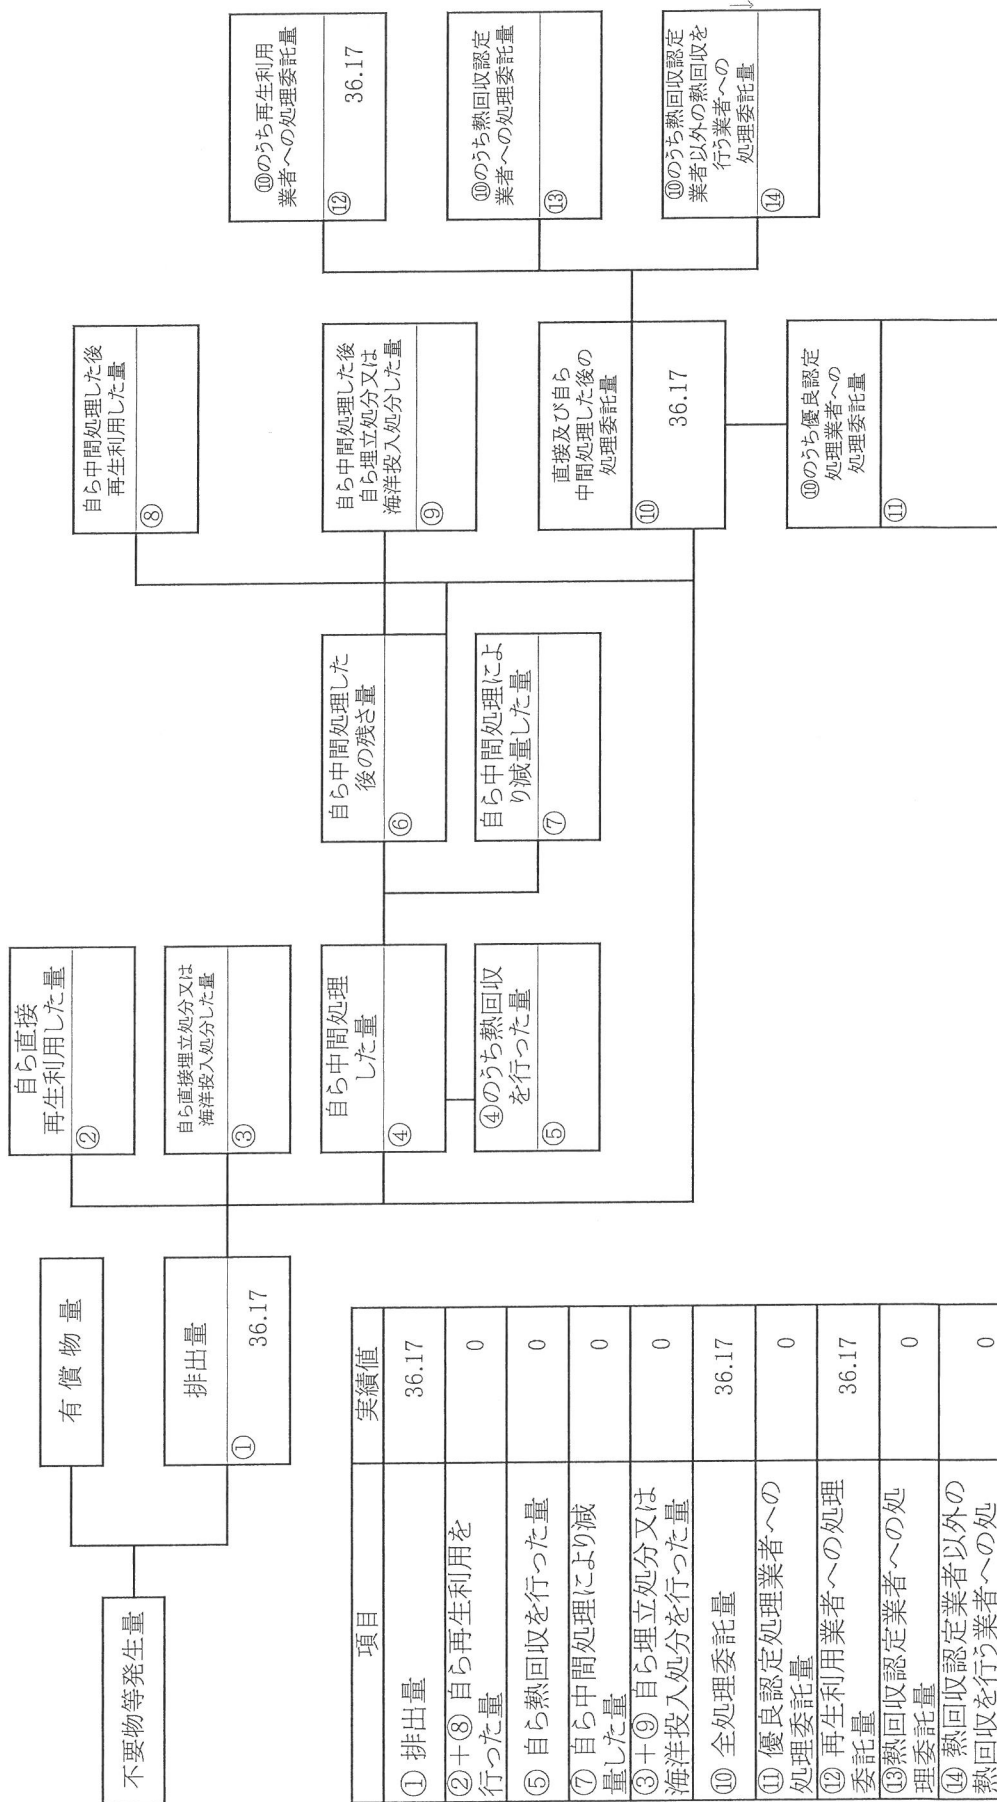 不要物等発生量
有 償 物 量
排出量
①
36.17
自ら直接
再生利用した量
②
自ら直接埋立処分又は
海洋投入処分した量
③
自ら中間処理
した量
④
④のうち熱回収
を行った量
⑤
自ら中間処理した
後の残さ量
⑥
自ら中間処理によ
り減量した量
⑦
自ら中間処理した後
再生利用した量
⑧
自ら中間処理した後
自ら埋立処分又は
海洋投入処分した量
⑨
直接及び自ら
中間処理した後の
処理委託量
⑩
36.17
⑩のうち優良認定
処理業者への
処理委託量
⑪
⑩のうち再生利用
業者への処理委託量
⑫
36.17
⑩のうち熱回収認定
業者への処理委託量
⑬
⑩のうち熱回収認定
業者以外の熱回収を
行う業者への
処理委託量
⑭
項目 実績値
① 排出量 36.17
②+⑧ 自ら再生利用を
行った量 0
⑤ 自ら熱回収を行った量 0
⑦ 自ら中間処理により減
量した量 0
③+⑨ 自ら埋立処分又は
海洋投入処分を行った量 0
⑩ 全処理委託量 36.17
⑪ 優良認定処理業者への
処理委託量 0
⑫ 再生利用業者への処理
委託量 36.17
⑬熱回収認定業者への処
理委託量 0
⑭ 熱回収認定業者以外の
熱回収を行う業者への処 0